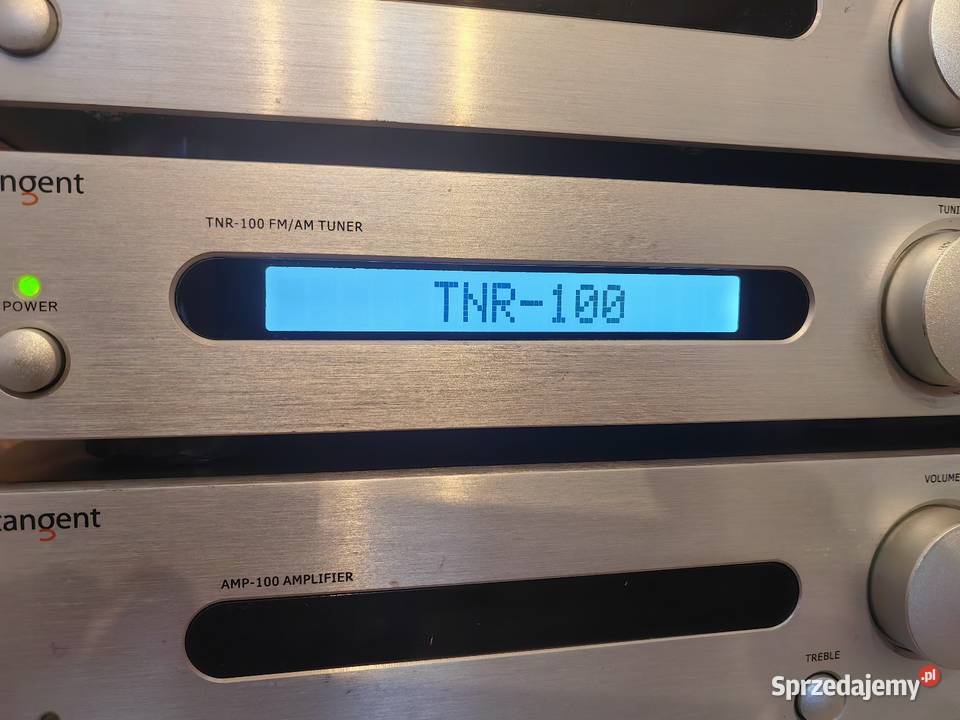 tangent
TNR-100 FM/AM TUNER
POWER
TNR-100
tangent
AMP-100 AMPLIFIER
VOLUME
TREBLE
Sprzedajemy.pl